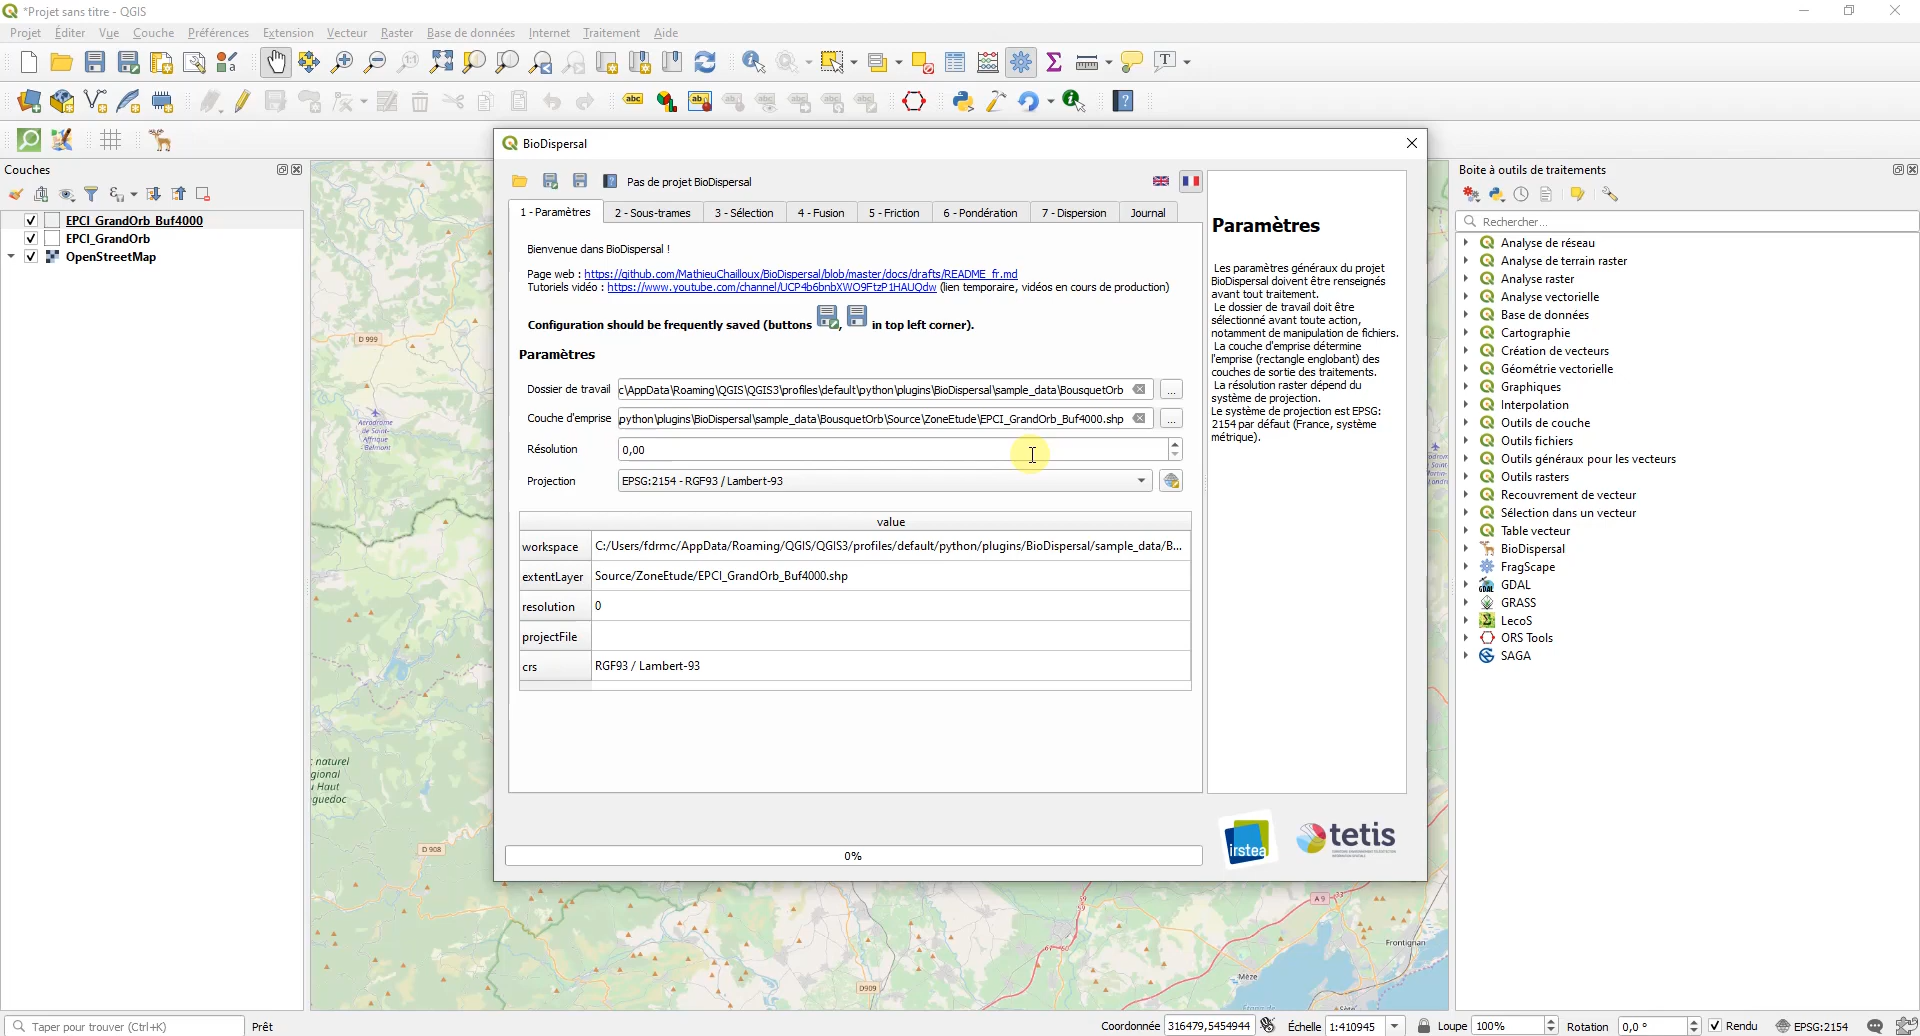 *Projet sans titre - QGIS
Projet Éditer Vue Couche Préférences Extension Vecteur Raster Base de données Internet Traitement Aide
Couches
EPCI_GrandOrb_Buf4000
EPCI_GrandOrb
OpenStreetMap
D 999
Aérodrome
de Saint-
Affrique
- Belmont
naturel
gional
u Haut
guedoc
D 908
D909
A 9
Mèze
Frontignan
BioDispersal
Pas de projet BioDispersal
1 - Paramètres 2 - Sous-trames 3 - Sélection 4 - Fusion 5 - Friction 6 - Pondération 7 - Dispersion Journal
Bienvenue dans BioDispersal !
Page web : https://github.com/MathieuChailloux/BioDispersal/blob/master/docs/drafts/README_fr.md
Tutoriels vidéo : https://www.youtube.com/channel/UCP4b6bnbXWO9FtzP1HAUQdw (lien temporaire, vidéos en cours de production)
Configuration should be frequently saved (buttons , in top left corner).
Paramètres
Dossier de travail c\AppData\Roaming\QGIS\QGIS3\profiles\default\python\plugins\BioDispersal\sample_data\BousquetOrb ...
Couche d'emprise python\plugins\BioDispersal\sample_data\BousquetOrb\Source\ZoneEtude\EPCI_GrandOrb_Buf4000.shp ...
Résolution 0,00
Projection EPSG:2154 - RGF93 / Lambert-93
value
workspace C:/Users/fdrmc/AppData/Roaming/QGIS/QGIS3/profiles/default/python/plugins/BioDispersal/sample_data/B...
extentLayer Source/ZoneEtude/EPCI_GrandOrb_Buf4000.shp
resolution 0
projectFile
crs RGF93 / Lambert-93
0%
Paramètres
Les paramètres généraux du projet
BioDispersal doivent être renseignés
avant tout traitement.
Le dossier de travail doit être
sélectionné avant toute action,
notamment de manipulation de fichiers.
La couche d'emprise détermine
l'emprise (rectangle englobant) des
couches de sortie des traitements.
La résolution raster dépend du
système de projection.
Le système de projection est EPSG:
2154 par défaut (France, système
métrique).
irstea
tetis
Boite à outils de traitements
Rechercher...
Analyse de réseau
Analyse de terrain raster
Analyse raster
Analyse vectorielle
Base de données
Cartographie
Création de vecteurs
Géométrie vectorielle
Graphiques
Interpolation
Outils de couche
Outils fichiers
Outils généraux pour les vecteurs
Outils rasters
Recouvrement de vecteur
Sélection dans un vecteur
Table vecteur
BioDispersal
FragScape
GDAL
GRASS
LecoS
ORS Tools
SAGA
Taper pour trouver (Ctrl+K) Prêt Coordonnée 316479,5454944 Échelle 1:410945 Loupe 100% Rotation 0,0 ° Rendu EPSG:2154